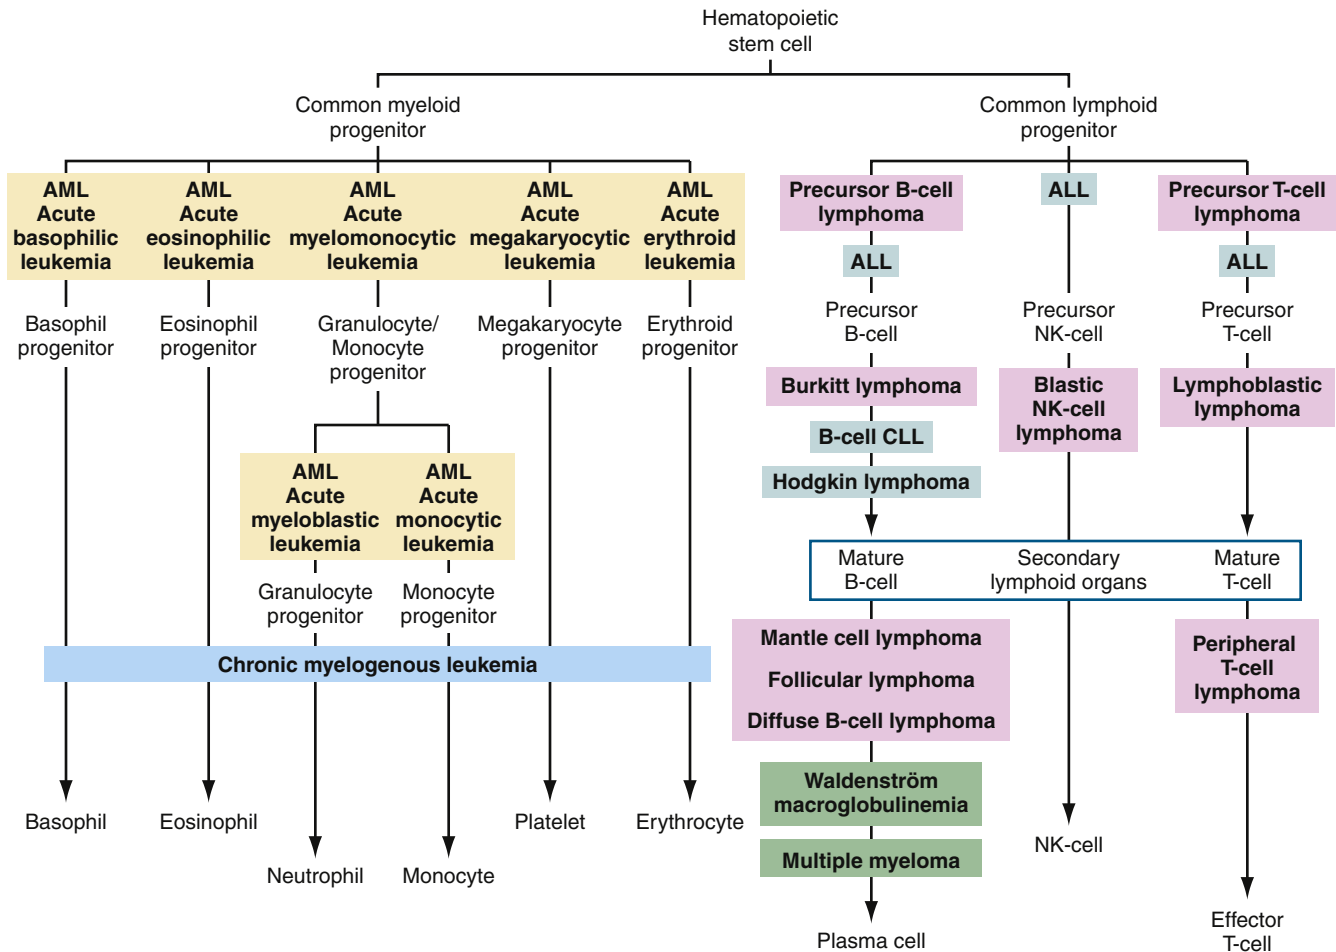 Hematopoietic
stem cell
Common myeloid
progenitor
Common lymphoid
progenitor
AML
Acute
basophilic
leukemia
AML
Acute
eosinophilic
leukemia
AML
Acute
myelomonocytic
leukemia
AML
Acute
megakaryocytic
leukemia
AML
Acute
erythroid
leukemia
Precursor B-cell
lymphoma
ALL
Precursor T-cell
lymphoma
ALL
ALL
Basophil
progenitor
Eosinophil
progenitor
Granulocyte/
Monocyte
progenitor
Megakaryocyte
progenitor
Erythroid
progenitor
Precursor
B-cell
Precursor
NK-cell
Precursor
T-cell
Burkitt lymphoma
Blastic
NK-cell
lymphoma
Lymphoblastic
lymphoma
B-cell CLL
Hodgkin lymphoma
AML
Acute
myeloblastic
leukemia
AML
Acute
monocytic
leukemia
Mature
B-cell
Secondary
lymphoid organs
Mature
T-cell
Granulocyte
progenitor
Monocyte
progenitor
Chronic myelogenous leukemia
Mantle cell lymphoma
Follicular lymphoma
Diffuse B-cell lymphoma
Peripheral
T-cell
lymphoma
Waldenström
macroglobulinemia
Multiple myeloma
Basophil
Eosinophil
Platelet
Erythrocyte
Neutrophil
Monocyte
NK-cell
Plasma cell
Effector
T-cell